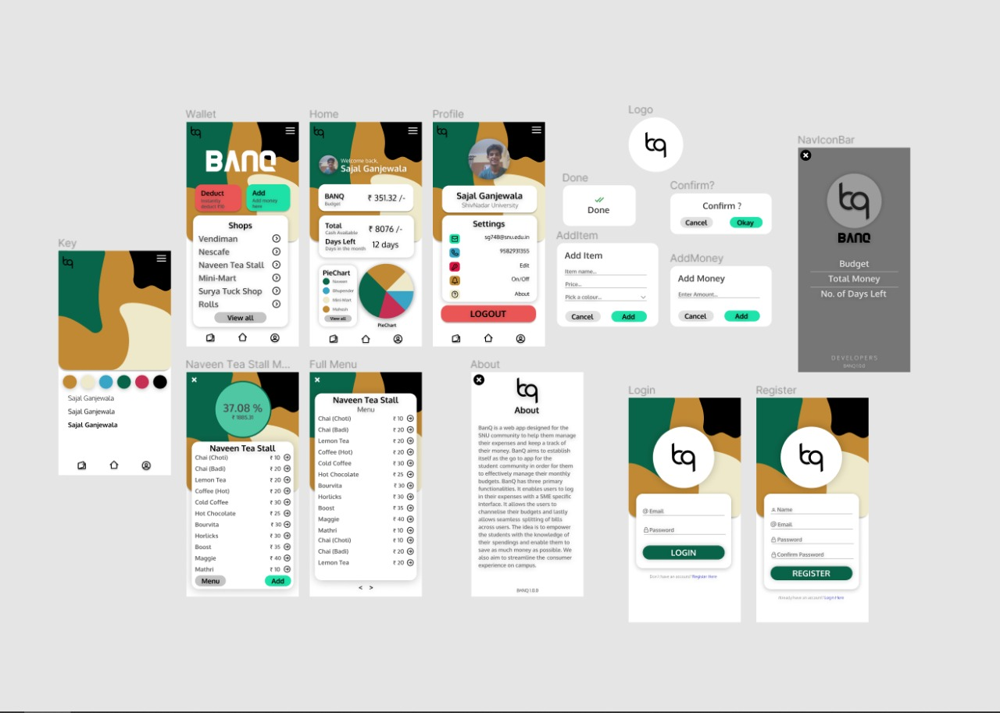 Wallet
BANQ
Deduct
Instantly
deduct ₹10
Add
Add money
here
Shops
Vendiman
Nescafe
Naveen Tea Stall
Mini-Mart
Surya Tuck Shop
Rolls
View all
Home
Welcome back,
Sajal Ganjewala
BANQ
Budget
₹ 351.32 /-
Total
Cash Available
₹ 8076 /-
Days Left
Days in the month
12 days
PieChart
Naveen
Bhupender
Mini-Mart
Mahash
View all
PieChart
Profile
Sajal Ganjewala
ShivNadar University
Settings
sg748@snu.edu.in
9582931355
Edit
On/Off
About
LOGOUT
Logo
bq
Done
Done
Confirm?
Confirm ?
Cancel
Okay
AddItem
Add Item
Item name...
Price...
Pick a colour...
Cancel
Add
AddMoney
Add Money
Enter Amount...
Cancel
Add
NavIconBar
bq
BANQ
Budget
Total Money
No. of Days Left
DEVELOPERS
BANQ 1.0.0
Key
Sajal Ganjewala
Sajal Ganjewala
Sajal Ganjewala
Naveen Tea Stall M...
37.08 %
₹ 1885.31
Naveen Tea Stall
Chai (Choti) ₹ 10
Chai (Badi) ₹ 20
Lemon Tea ₹ 20
Coffee (Hot) ₹ 20
Cold Coffee ₹ 30
Hot Chocolate ₹ 25
Bourvita ₹ 30
Horlicks ₹ 30
Boost ₹ 35
Maggie ₹ 40
Mathri ₹ 10
Menu
Add
Full Menu
Naveen Tea Stall
Menu
Chai (Choti) ₹ 10
Chai (Badi) ₹ 20
Lemon Tea ₹ 20
Coffee (Hot) ₹ 20
Cold Coffee ₹ 30
Hot Chocolate ₹ 25
Bourvita ₹ 30
Horlicks ₹ 30
Boost ₹ 35
Maggie ₹ 40
Mathri ₹ 10
Chai (Choti) ₹ 10
Chai (Badi) ₹ 20
Lemon Tea ₹ 20
< >
About
bq
About
BanQ is a web app designed for the
SNU community to help them manage
their expenses and keep a track of
their money. BanQ aims to establish
itself as the go to app for the
student community in order for them
to effectively manage their monthly
budgets. BanQ has three primary
functionalities. It enables users to log
in their expenses with a SME specific
interface. It allows the users to
channelise their budgets and lastly
allows seamless splitting of bills
across users. The idea is to empower
the students with the knowledge of
their spendings and enable them to
save as much money as possible. We
also aim to streamline the consumer
experience on campus.
BANQ 1.0.0
Login
bq
@ Email
Password
LOGIN
Don't have an account? Register Here
Register
bq
Name
@ Email
Password
Confirm Password
REGISTER
Already have an account? Login Here